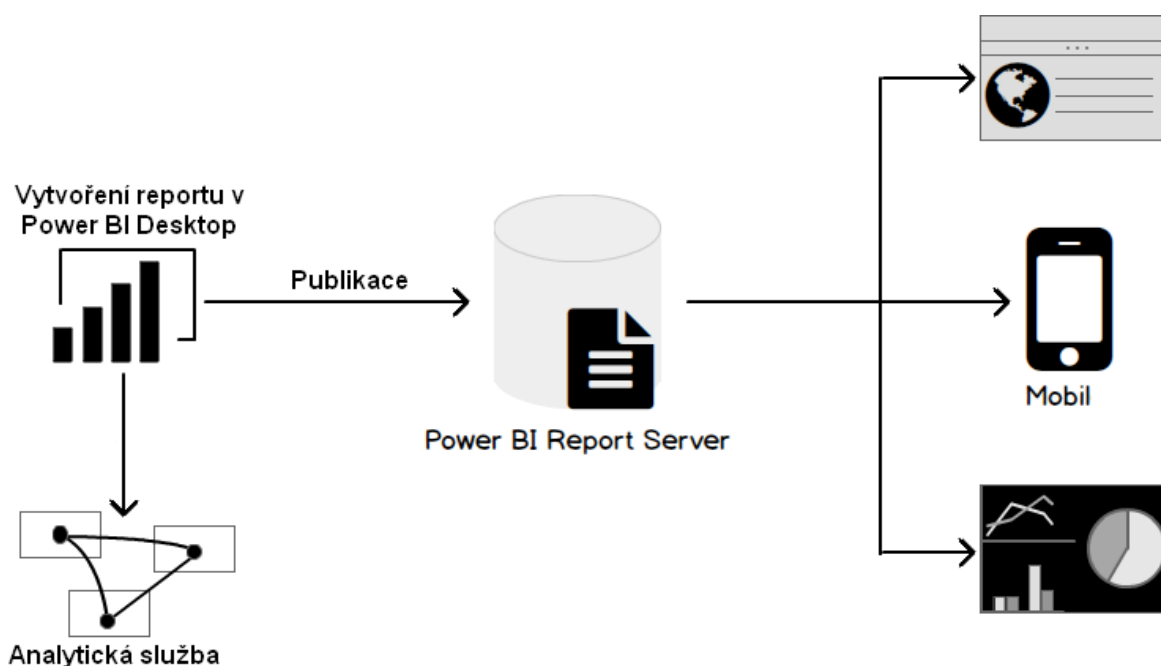 Vytvoření reportu v
Power BI Desktop
Publikace
Power BI Report Server
Mobil
Analytická služba